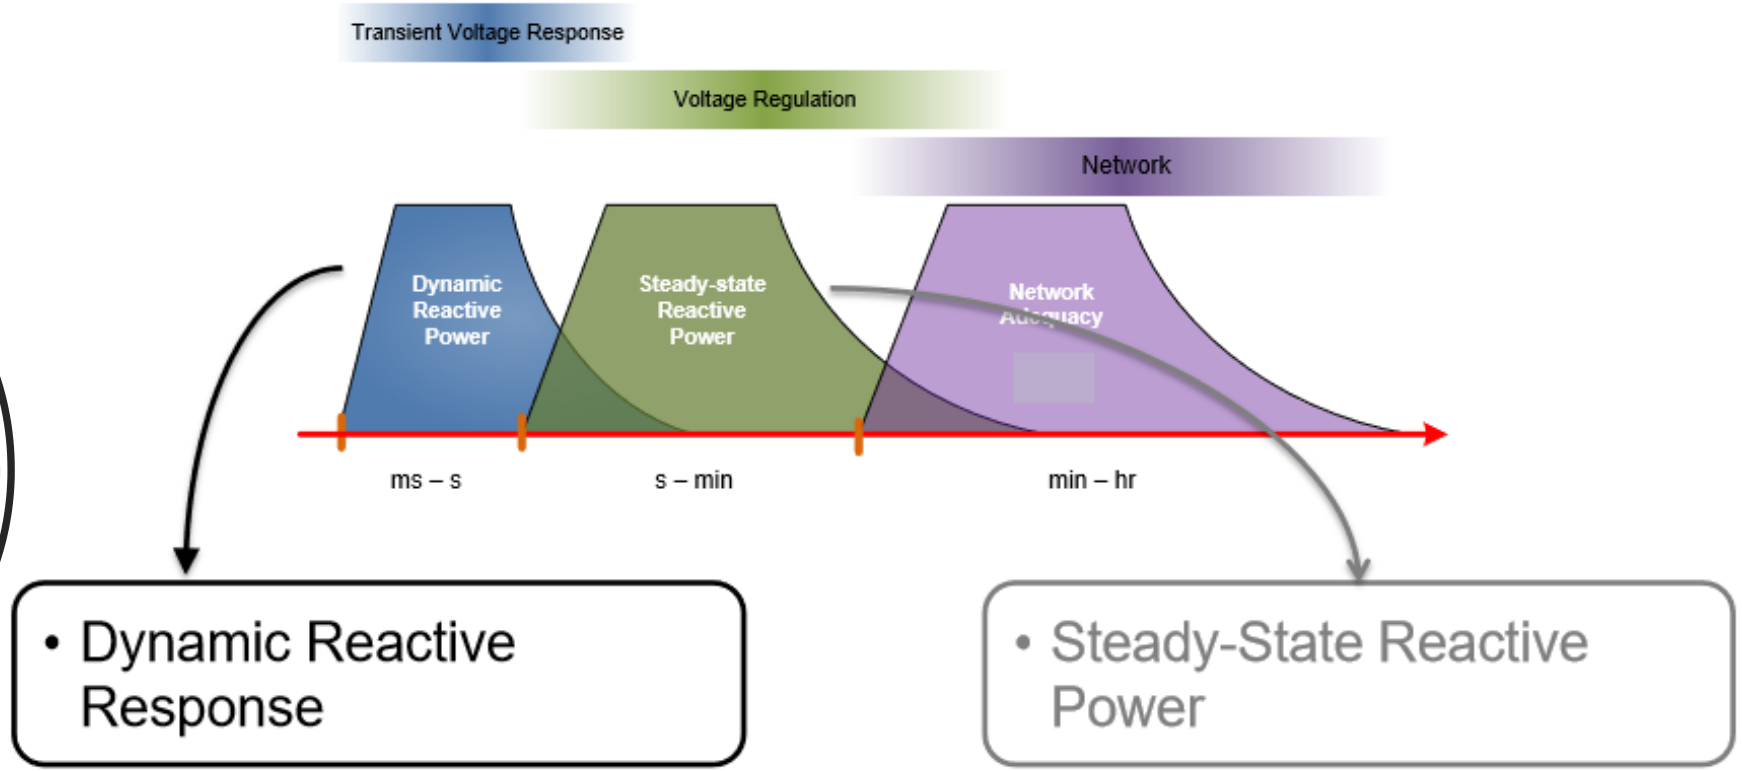 Transient Voltage Response
Voltage Regulation
Network
Dynamic
Reactive
Power
Steady-state
Reactive
Power
Network
Adequacy
ms – s
s – min
min – hr
• Dynamic Reactive
Response
• Steady-State Reactive
Power